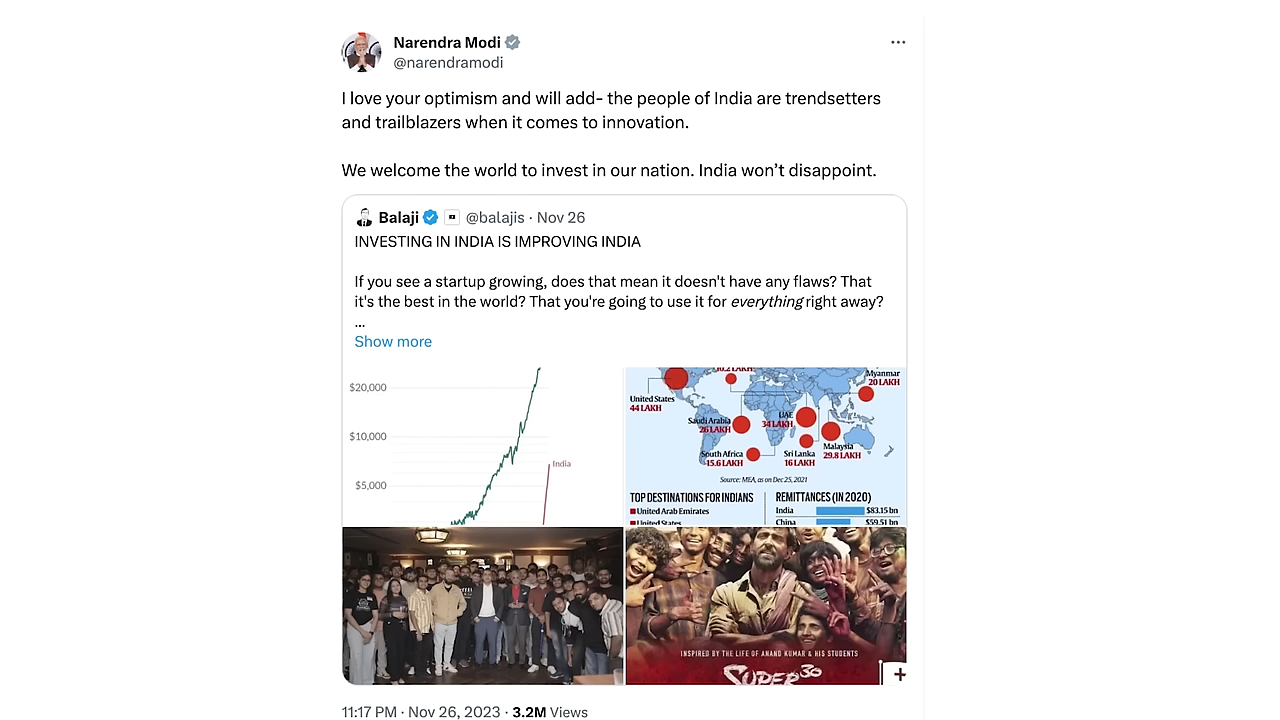 Narendra Modi
@narendramodi
I love your optimism and will add- the people of India are trendsetters
and trailblazers when it comes to innovation.
We welcome the world to invest in our nation. India won’t disappoint.
Balaji @balajis · Nov 26
INVESTING IN INDIA IS IMPROVING INDIA
If you see a startup growing, does that mean it doesn't have any flaws? That
it's the best in the world? That you're going to use it for everything right away?
...
Show more
$20,000
$10,000
$5,000
India
10.2 LAKH
Myanmar
20 LAKH
United States
44 LAKH
Saudi Arabia
26 LAKH
UAE
34 LAKH
South Africa
15.6 LAKH
Sri Lanka
16 LAKH
Malaysia
29.8 LAKH
Source: MEA, as on Dec 25, 2021
TOP DESTINATIONS FOR INDIANS
United Arab Emirates
United States
REMITTANCES (IN 2020)
India $83.15 bn
China $59.51 bn
INSPIRED BY THE LIFE OF ANAND KUMAR & HIS STUDENTS
SUPER 30
11:17 PM · Nov 26, 2023 · 3.2M Views